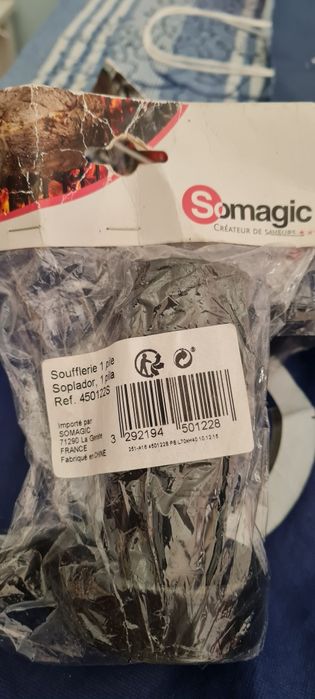 Somagic
CRÉATEUR DE SAVEURS
Soufflerie 1 pile
Soplador, 1 pila
Ref. 450122S
Importé par
SOMAGIC
71290 La Genête
FRANCE
Fabriqué en CHINE
3 292194 501228